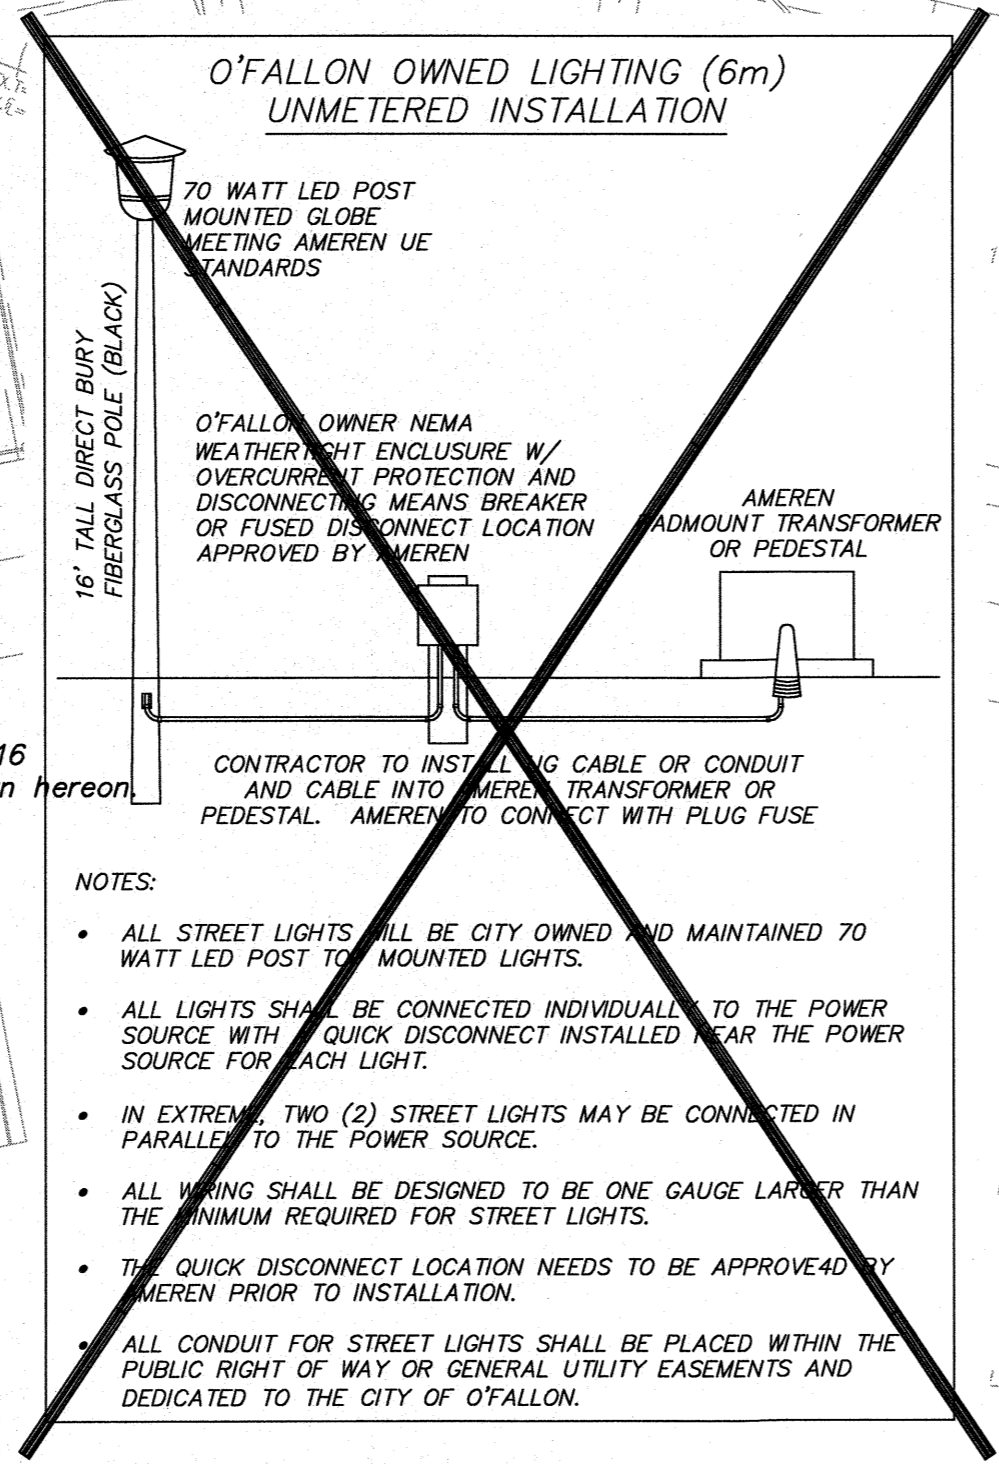 O'FALLON OWNED LIGHTING (6m)
UNMETERED INSTALLATION
70 WATT LED POST
MOUNTED GLOBE
MEETING AMEREN UE
STANDARDS
16' TALL DIRECT BURY
FIBERGLASS POLE (BLACK)
O'FALLON OWNER NEMA
WEATHERTIGHT ENCLUSURE W/
OVERCURRENT PROTECTION AND
DISCONNECTING MEANS BREAKER
OR FUSED DISCONNECT LOCATION
APPROVED BY AMEREN
AMEREN
PADMOUNT TRANSFORMER
OR PEDESTAL
16
n hereon.
CONTRACTOR TO INSTALL UG CABLE OR CONDUIT
AND CABLE INTO AMEREN TRANSFORMER OR
PEDESTAL. AMEREN TO CONNECT WITH PLUG FUSE
NOTES:
• ALL STREET LIGHTS WILL BE CITY OWNED AND MAINTAINED 70
WATT LED POST TOP MOUNTED LIGHTS.
• ALL LIGHTS SHALL BE CONNECTED INDIVIDUALLY TO THE POWER
SOURCE WITH A QUICK DISCONNECT INSTALLED NEAR THE POWER
SOURCE FOR EACH LIGHT.
• IN EXTREME, TWO (2) STREET LIGHTS MAY BE CONNECTED IN
PARALLEL TO THE POWER SOURCE.
• ALL WIRING SHALL BE DESIGNED TO BE ONE GAUGE LARGER THAN
THE MINIMUM REQUIRED FOR STREET LIGHTS.
• THE QUICK DISCONNECT LOCATION NEEDS TO BE APPROVE4D BY
AMEREN PRIOR TO INSTALLATION.
• ALL CONDUIT FOR STREET LIGHTS SHALL BE PLACED WITHIN THE
PUBLIC RIGHT OF WAY OR GENERAL UTILITY EASEMENTS AND
DEDICATED TO THE CITY OF O'FALLON.